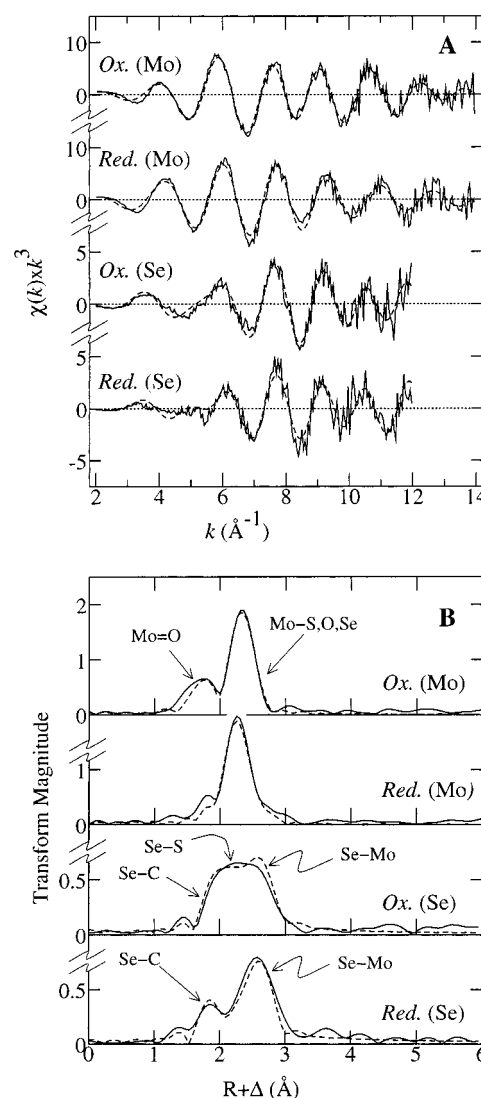 A
10
Ox. (Mo)
0
10
Red. (Mo)
0
5
Ox. (Se)
0
5
Red. (Se)
0
-5
χ(k)xk³
2 4 6 8 10 12 14
k (Å⁻¹)
B
2
Mo=O
Mo−S,O,Se
1
Ox. (Mo)
0
1
Red. (Mo)
0
Se−S
Se−Mo
0.5
Se−C
Ox. (Se)
0
Se−C
Se−Mo
0.5
Red. (Se)
0
Transform Magnitude
0 1 2 3 4 5 6
R+Δ (Å)